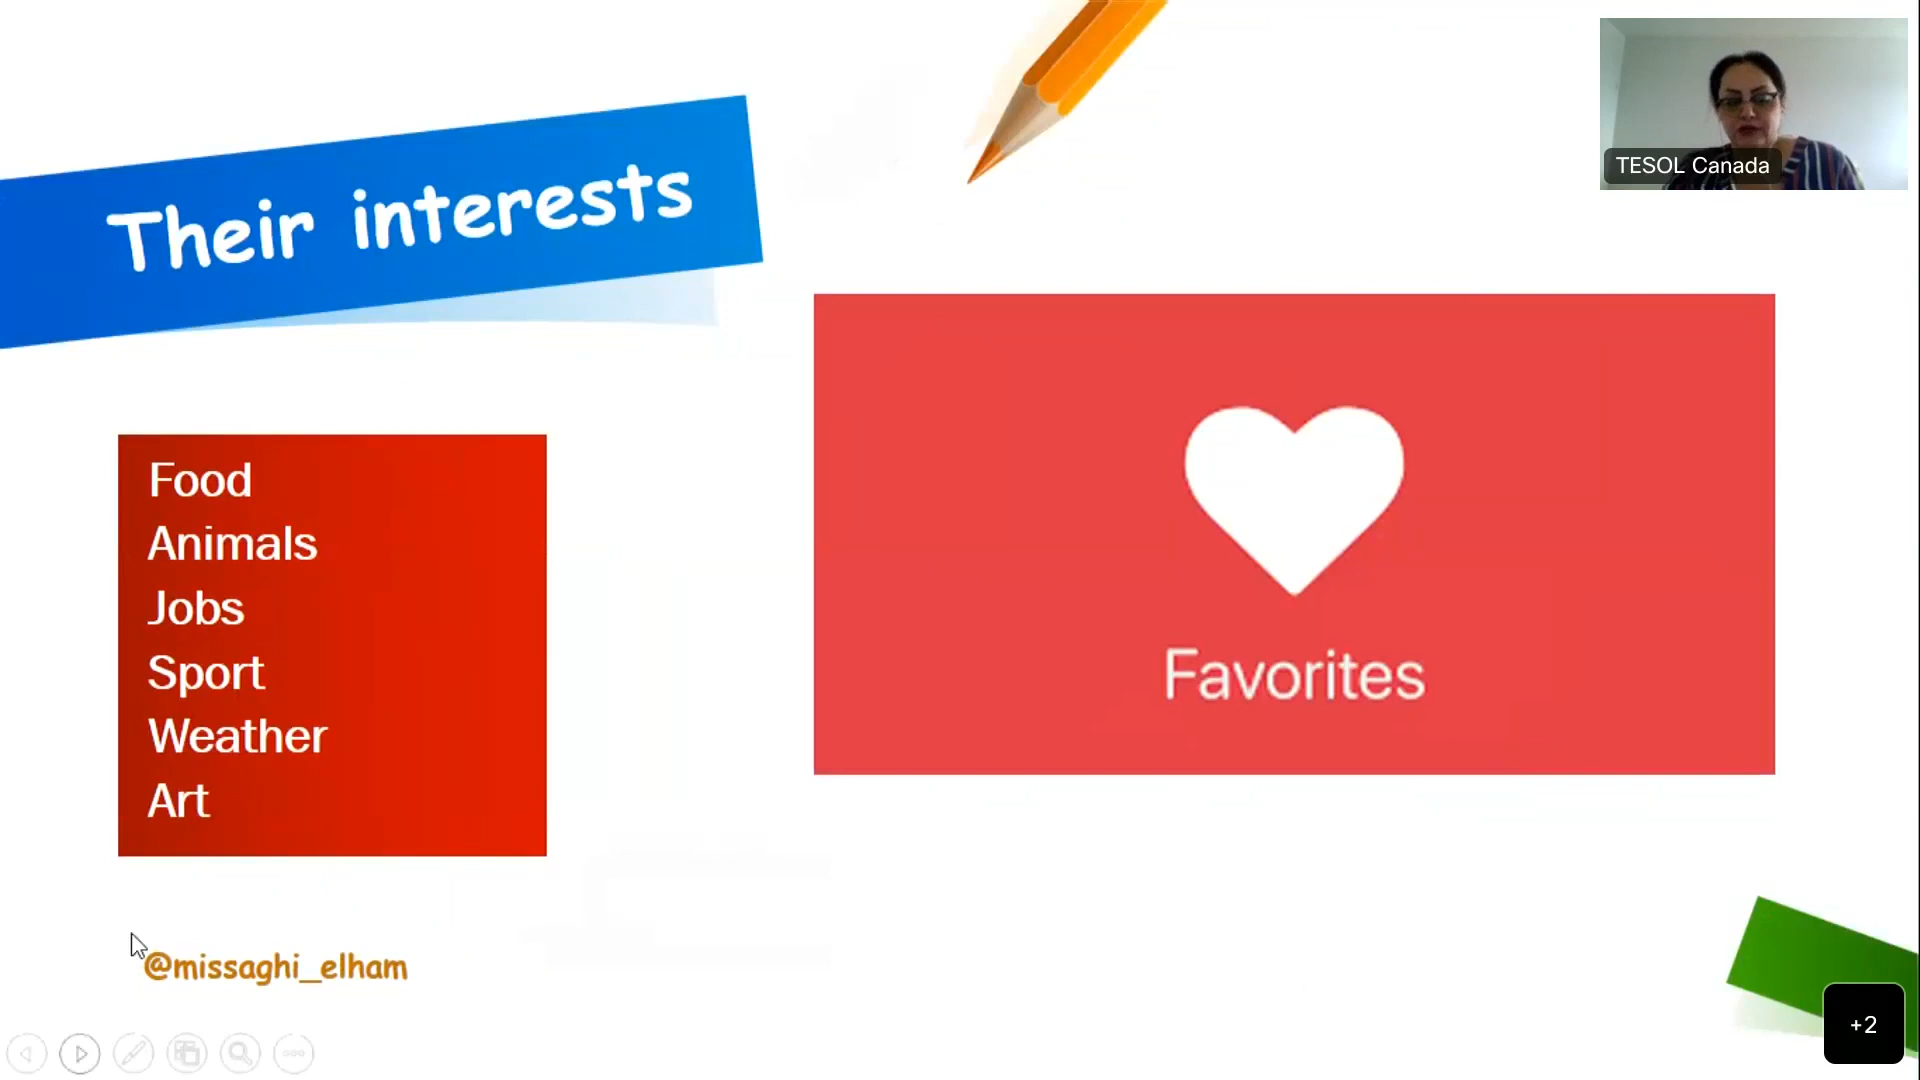 Their interests
TESOL Canada
Food
Animals
Jobs
Sport
Weather
Art
Favorites
@missaghi_elham
+2